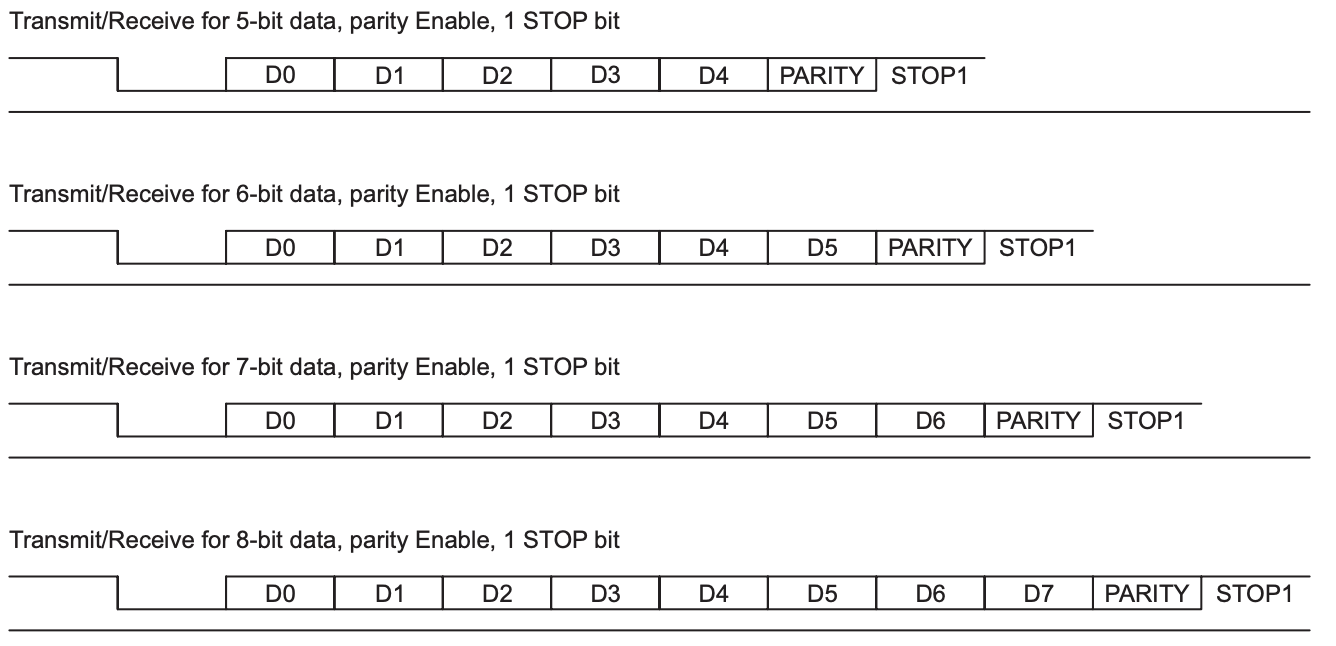 Transmit/Receive for 5-bit data, parity Enable, 1 STOP bit
D0 D1 D2 D3 D4 PARITY STOP1
Transmit/Receive for 6-bit data, parity Enable, 1 STOP bit
D0 D1 D2 D3 D4 D5 PARITY STOP1
Transmit/Receive for 7-bit data, parity Enable, 1 STOP bit
D0 D1 D2 D3 D4 D5 D6 PARITY STOP1
Transmit/Receive for 8-bit data, parity Enable, 1 STOP bit
D0 D1 D2 D3 D4 D5 D6 D7 PARITY STOP1